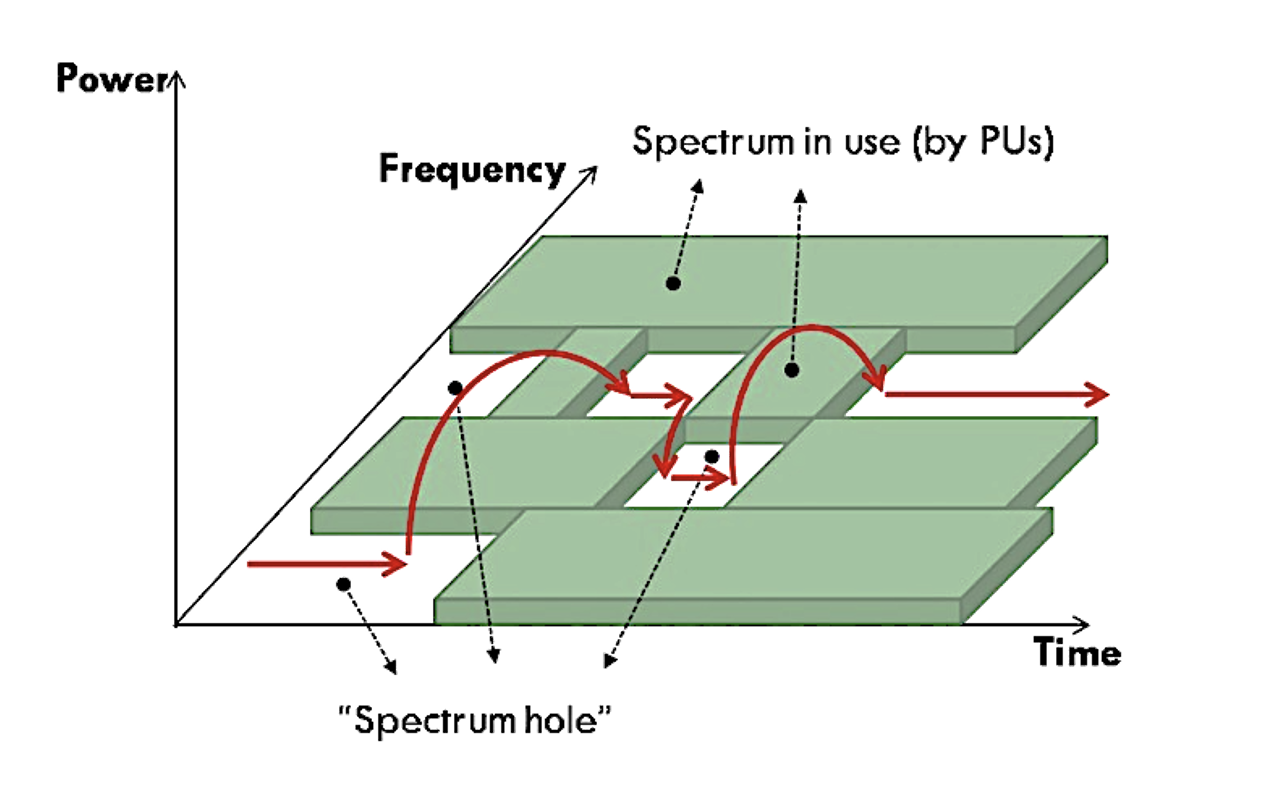 Power
Spectrum in use (by PUs)
Frequency
Time
“Spectrum hole”